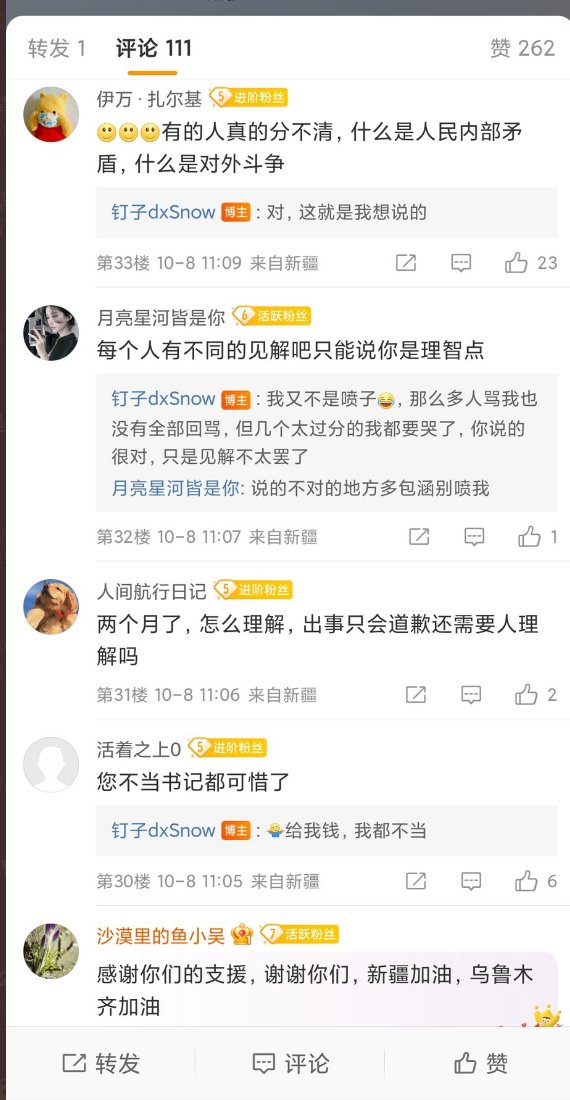 转发 1 评论 111 赞 262
伊万·扎尔基 5 进阶粉丝
有的人真的分不清，什么是人民内部矛
盾，什么是对外斗争
钉子dxSnow 博主：对，这就是我想说的
第33楼 10-8 11:09 来自新疆 23
月亮星河皆是你 6 活跃粉丝
每个人有不同的见解吧只能说你是理智点
钉子dxSnow 博主：我又不是喷子😂，那么多人骂我也
没有全部回骂，但几个太过分的我都要哭了，你说的
很对，只是见解不太罢了
月亮星河皆是你: 说的不对的地方多包涵别喷我
第32楼 10-8 11:07 来自新疆 1
人间航行日记 5 进阶粉丝
两个月了，怎么理解，出事只会道歉还需要人理
解吗
第31楼 10-8 11:06 来自新疆 2
活着之上0 5 进阶粉丝
您不当书记都可惜了
钉子dxSnow 博主：🤷给我钱，我都不当
第30楼 10-8 11:05 来自新疆 6
沙漠里的鱼小吴 7 活跃粉丝
感谢你们的支援，谢谢你们，新疆加油，乌鲁木
齐加油
转发 评论 赞